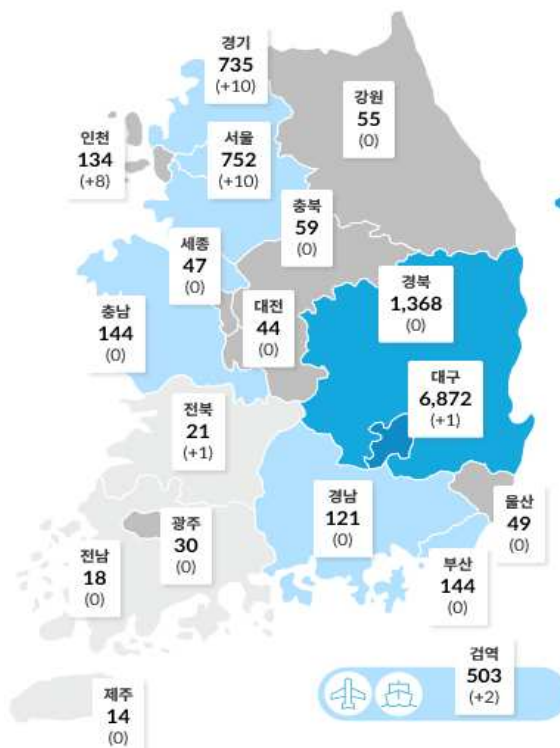 경기
735
(+10)
강원
55
(0)
인천
134
(+8)
서울
752
(+10)
충북
59
(0)
세종
47
(0)
경북
1,368
(0)
충남
144
(0)
대전
44
(0)
대구
6,872
(+1)
전북
21
(+1)
경남
121
(0)
울산
49
(0)
광주
30
(0)
전남
18
(0)
부산
144
(0)
검역
503
(+2)
제주
14
(0)